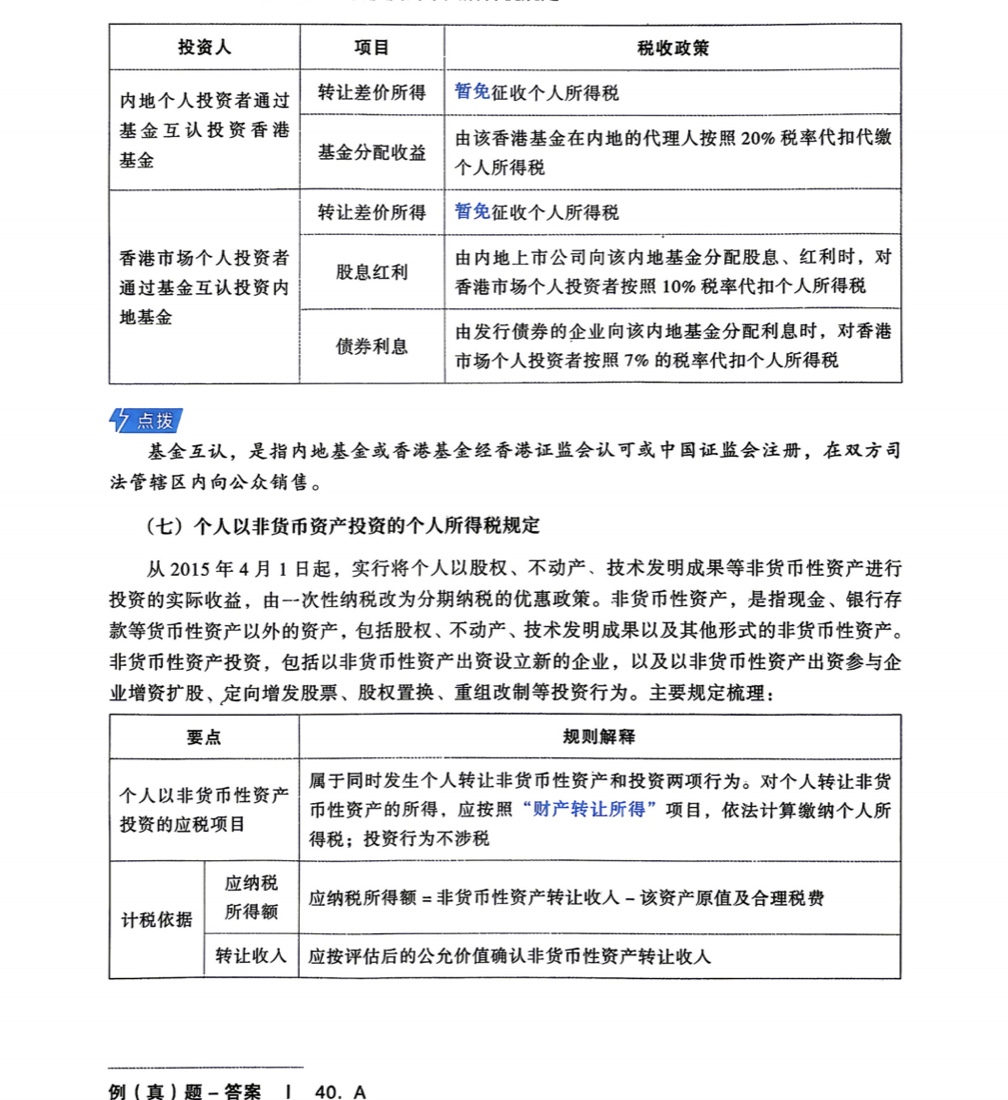 投资人 项目 税收政策
内地个人投资者通过
基金互认投资香港
基金
转让差价所得 暂免征收个人所得税
基金分配收益
由该香港基金在内地的代理人按照 20% 税率代扣代缴
个人所得税
香港市场个人投资者
通过基金互认投资内
地基金
转让差价所得 暂免征收个人所得税
股息红利
由内地上市公司向该内地基金分配股息、红利时，对
香港市场个人投资者按照 10% 税率代扣个人所得税
债券利息
由发行债券的企业向该内地基金分配利息时，对香港
市场个人投资者按照 7% 的税率代扣个人所得税
点拨
基金互认，是指内地基金或香港基金经香港证监会认可或中国证监会注册，在双方司
法管辖区内向公众销售。
（七）个人以非货币资产投资的个人所得税规定
从 2015 年 4 月 1 日起，实行将个人以股权、不动产、技术发明成果等非货币性资产进行
投资的实际收益，由一次性纳税改为分期纳税的优惠政策。非货币性资产，是指现金、银行存
款等货币性资产以外的资产，包括股权、不动产、技术发明成果以及其他形式的非货币性资产。
非货币性资产投资，包括以非货币性资产出资设立新的企业，以及以非货币性资产出资参与企
业增资扩股、定向增发股票、股权置换、重组改制等投资行为。主要规定梳理：
要点 规则解释
个人以非货币性资产
投资的应税项目
属于同时发生个人转让非货币性资产和投资两项行为。对个人转让非货
币性资产的所得，应按照“财产转让所得”项目，依法计算缴纳个人所
得税；投资行为不涉税
计税依据
应纳税
所得额
应纳税所得额 = 非货币性资产转让收入 – 该资产原值及合理税费
转让收入 应按评估后的公允价值确认非货币性资产转让收入
例（真）题 – 答案 | 40. A